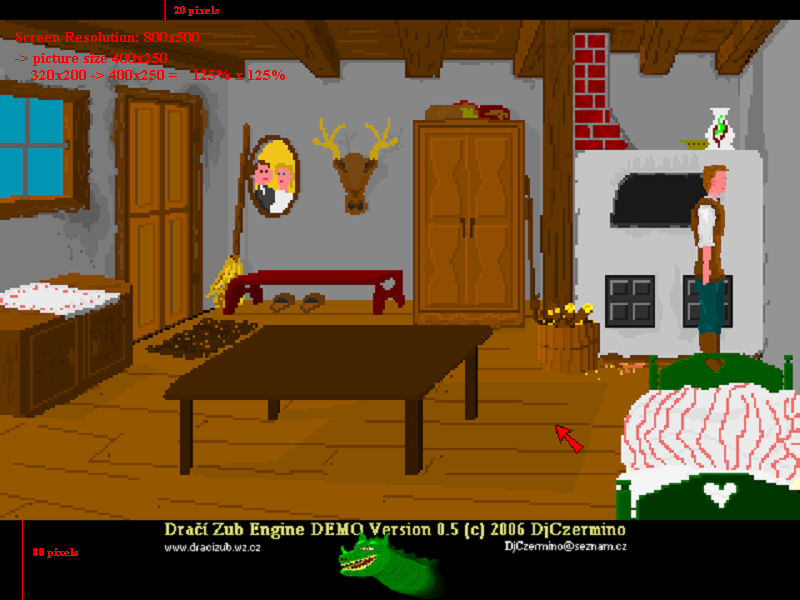 20 pixels
Screen Resolution: 800x500
-> picture size 400x250
320x200 -> 400x250 = 125% x 125%
Dračí Zub Engine DEMO Version 0.5 (c) 2006 DjCzermino
www.dracizub.wz.cz DjCzermino@seznam.cz
80 pixels